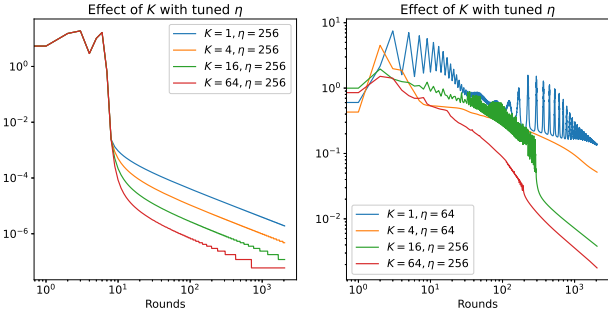 Effect of K with tuned η
10⁰
10⁻²
10⁻⁴
10⁻⁶
K = 1, η = 256
K = 4, η = 256
K = 16, η = 256
K = 64, η = 256
10⁰ 10¹ 10² 10³
Rounds
Effect of K with tuned η
10¹
10⁰
10⁻¹
10⁻²
K = 1, η = 64
K = 4, η = 64
K = 16, η = 256
K = 64, η = 256
10⁰ 10¹ 10² 10³
Rounds